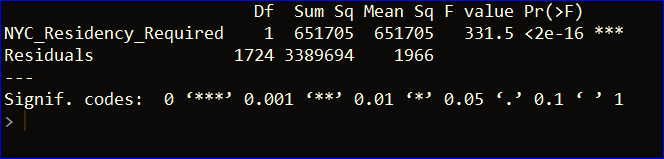 Df Sum Sq Mean Sq F value Pr(>F)
NYC_Residency_Required 1 651705 651705 331.5 <2e-16 ***
Residuals 1724 3389694 1966
---
Signif. codes: 0 ‘***’ 0.001 ‘**’ 0.01 ‘*’ 0.05 ‘.’ 0.1 ‘ ’ 1
>